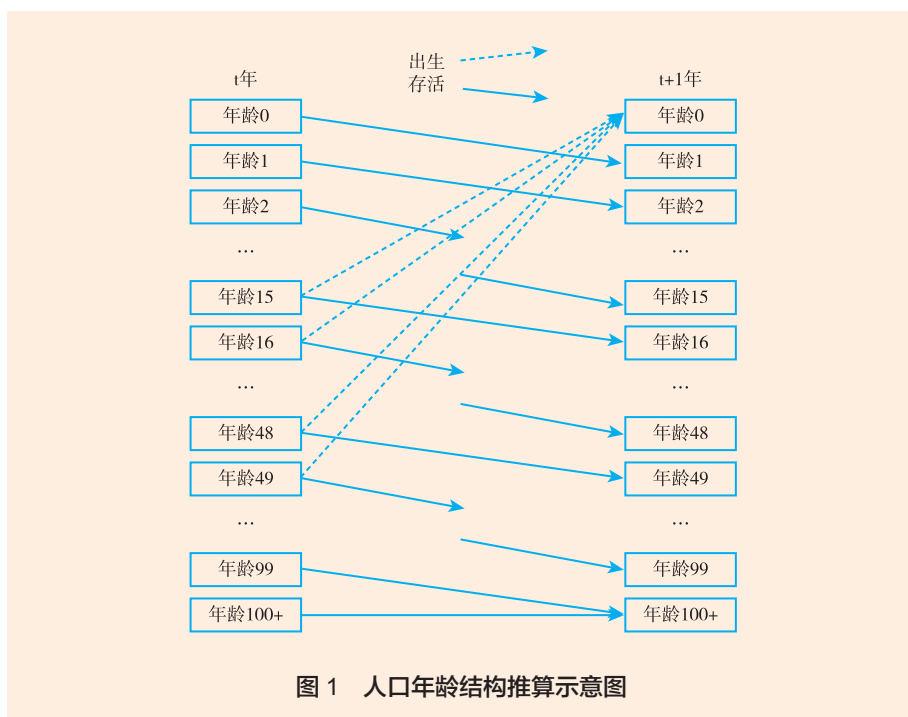 出生
存活
t年
年龄0
年龄1
年龄2
...
年龄15
年龄16
...
年龄48
年龄49
...
年龄99
年龄100+
t+1年
年龄0
年龄1
年龄2
...
年龄15
年龄16
...
年龄48
年龄49
...
年龄99
年龄100+
图 1 人口年龄结构推算示意图